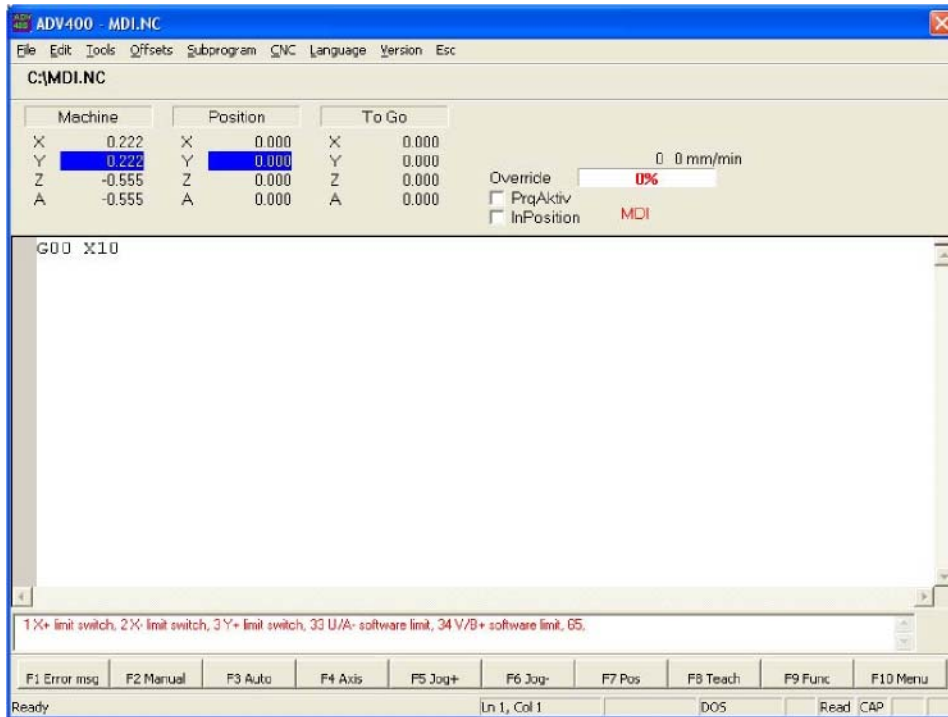 ADV400 - MDI.NC
File Edit Tools Offsets Subprogram CNC Language Version Esc
C:\MDI.NC
Machine Position To Go
X 0.222 X 0.000 X 0.000
Y 0.222 Y 0.000 Y 0.000 0 0 mm/min
Z -0.555 Z 0.000 Z 0.000 Override 0%
A -0.555 A 0.000 A 0.000 PrgAktiv
InPosition MDI
G00 X10
1 X+ limit switch, 2 X- limit switch, 3 Y+ limit switch, 33 U/A- software limit, 34 V/B+ software limit, 65,
F1 Error msg F2 Manual F3 Auto F4 Axis F5 Jog+ F6 Jog- F7 Pos F8 Teach F9 Func F10 Menu
Ready Ln 1, Col 1 DOS Read CAP